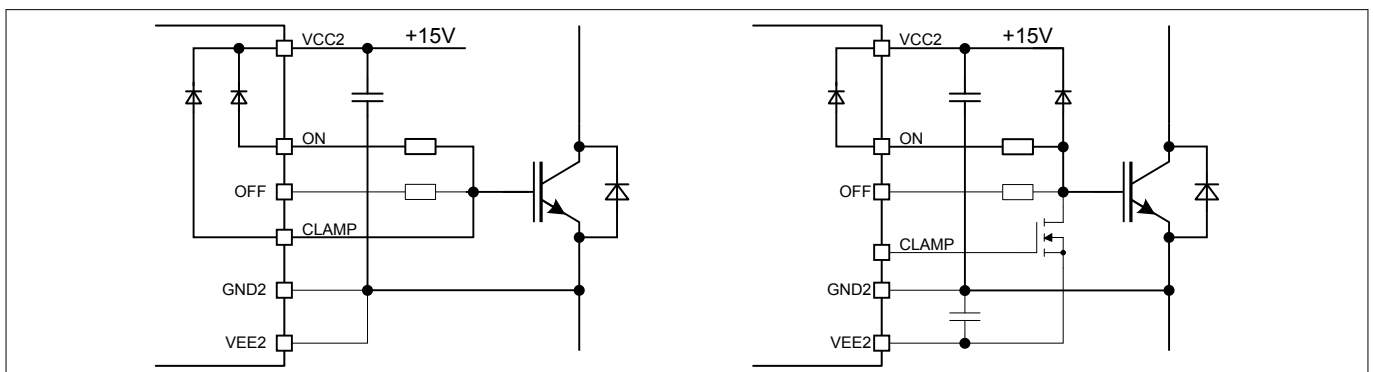 VCC2
+15V
ON
OFF
CLAMP
GND2
VEE2
VCC2
+15V
ON
OFF
CLAMP
GND2
VEE2